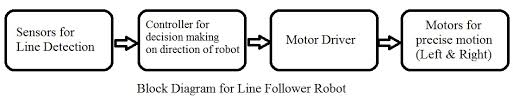 Sensors for
Line Detection
Controller for
decision making
on direction of robot
Motor Driver
Motors for
precise motion
(Left & Right)
Block Diagram for Line Follower Robot